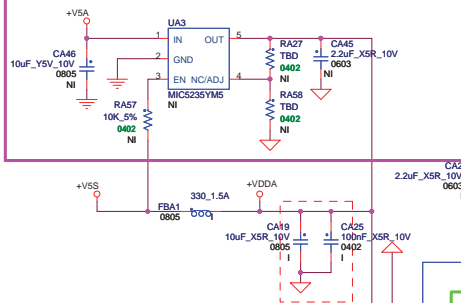 +V5A
UA3
1 IN OUT 5
2 GND
3 EN NC/ADJ 4
MIC5235YM5
NI
CA46
10uF_Y5V_10V
0805
NI
RA57
10K_5%
0402
NI
RA27
TBD
0402
NI
CA45
2.2uF_X5R_10V
0603
NI
RA58
TBD
0402
NI
2.2uF_X5R_10V
+V5S
330_1.5A
+VDDA
FBA1
0805
I
CA19
10uF_X5R_10V
0805
I
CA25
100nF_X5R_10V
0402
I